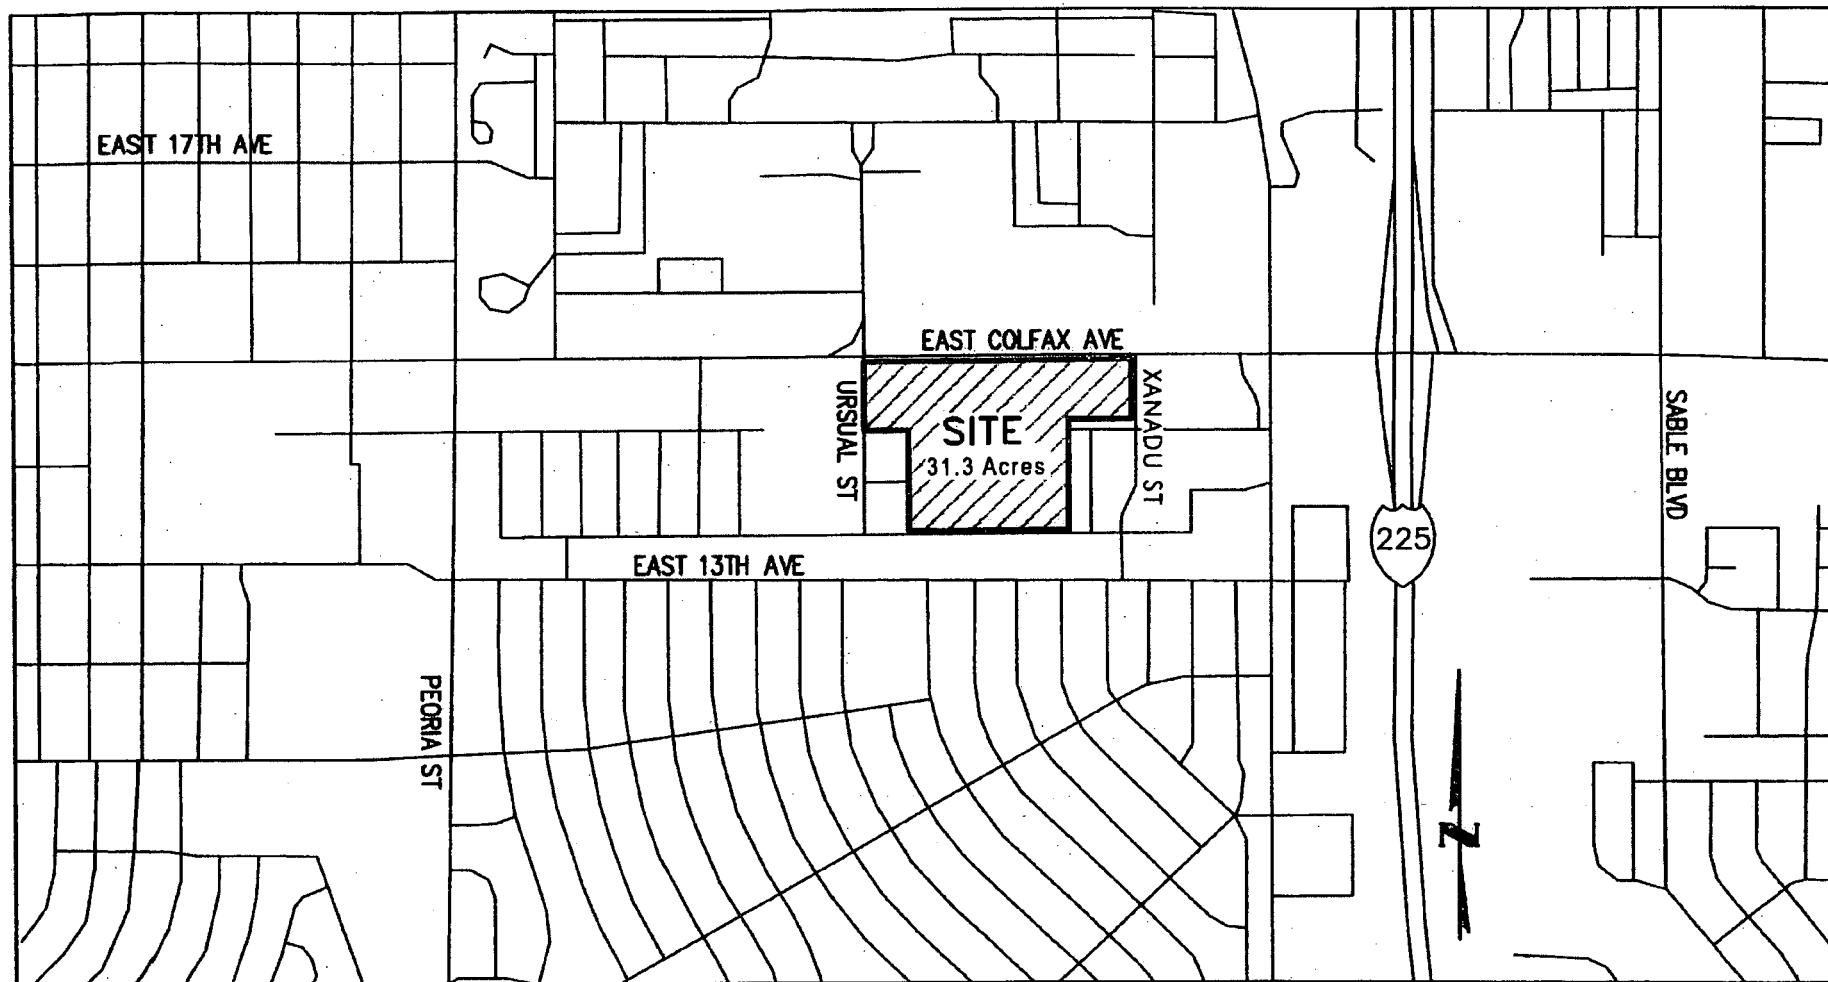 EAST 17TH AVE
EAST COLFAX AVE
URSUAL ST
SITE
31.3 Acres
XANADU ST
SABLE BLVD
225
EAST 13TH AVE
PEORIA ST
N